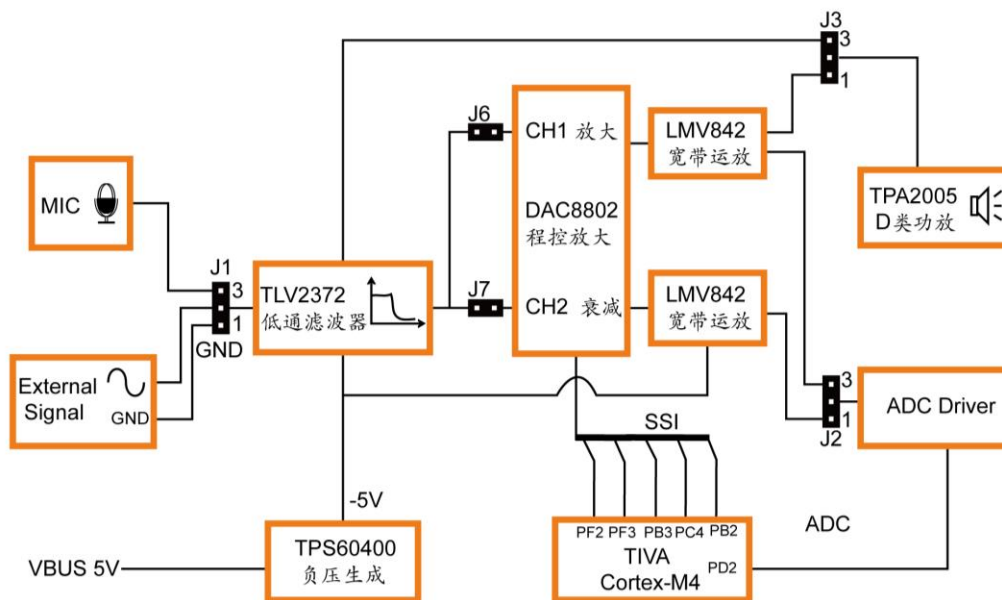 J3
3
1
J6
CH1 放大
LMV842
宽带运放
MIC
DAC8802
程控放大
TPA2005
D类功放
J1
3
1
GND
TLV2372
低通滤波器
J7
CH2 衰减
LMV842
宽带运放
External
Signal
GND
3
1
J2
ADC Driver
SSI
-5V
VBUS 5V
TPS60400
负压生成
PF2 PF3 PB3 PC4 PB2
TIVA
Cortex-M4
PD2
ADC